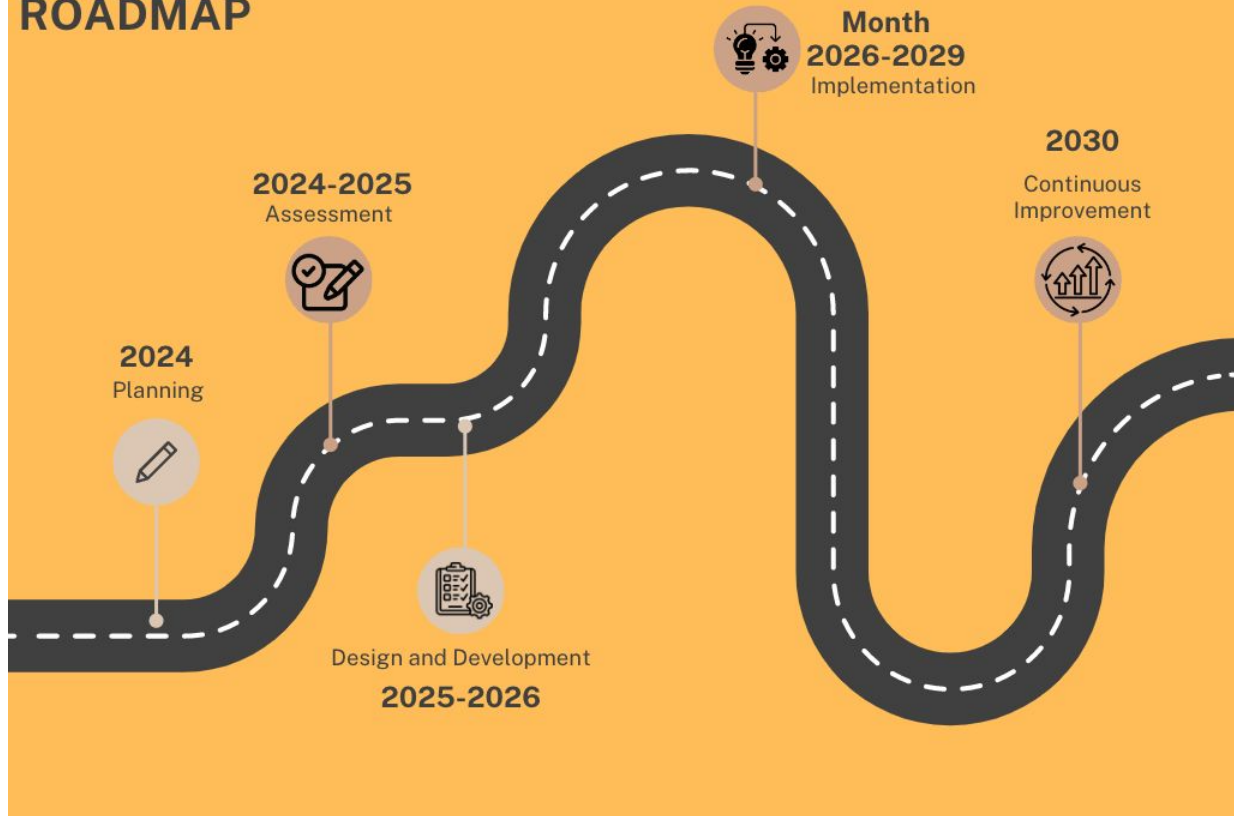 ROADMAP
2024
Planning
2024-2025
Assessment
Design and Development
2025-2026
Month
2026-2029
Implementation
2030
Continuous
Improvement